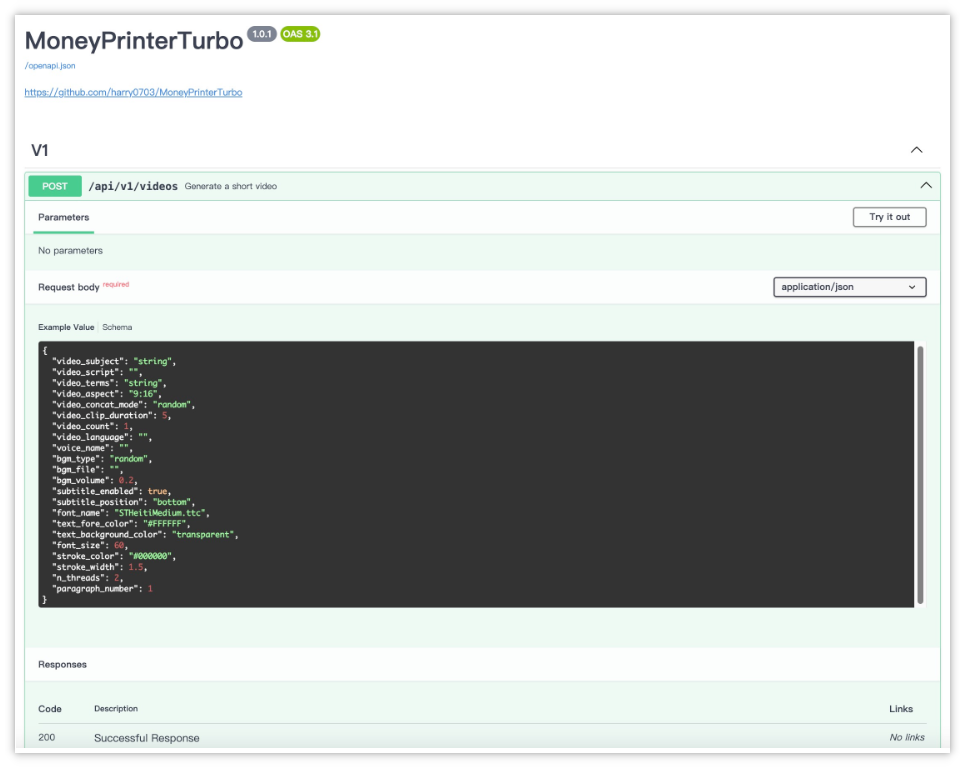 MoneyPrinterTurbo 1.0.1 OAS 3.1
/openapi.json
https://github.com/harry0703/MoneyPrinterTurbo
V1
POST /api/v1/videos Generate a short video
Parameters Try it out
No parameters
Request body required application/json
Example Value Schema
{
"video_subject": "string",
"video_script": "",
"video_terms": "string",
"video_aspect": "9:16",
"video_concat_mode": "random",
"video_clip_duration": 5,
"video_count": 1,
"video_language": "",
"voice_name": "",
"bgm_type": "random",
"bgm_file": "",
"bgm_volume": 0.2,
"subtitle_enabled": true,
"subtitle_position": "bottom",
"font_name": "STHeitiMedium.ttc",
"text_fore_color": "#FFFFFF",
"text_background_color": "transparent",
"font_size": 60,
"stroke_color": "#000000",
"stroke_width": 1.5,
"n_threads": 2,
"paragraph_number": 1
}
Responses
Code Description Links
200 Successful Response No links